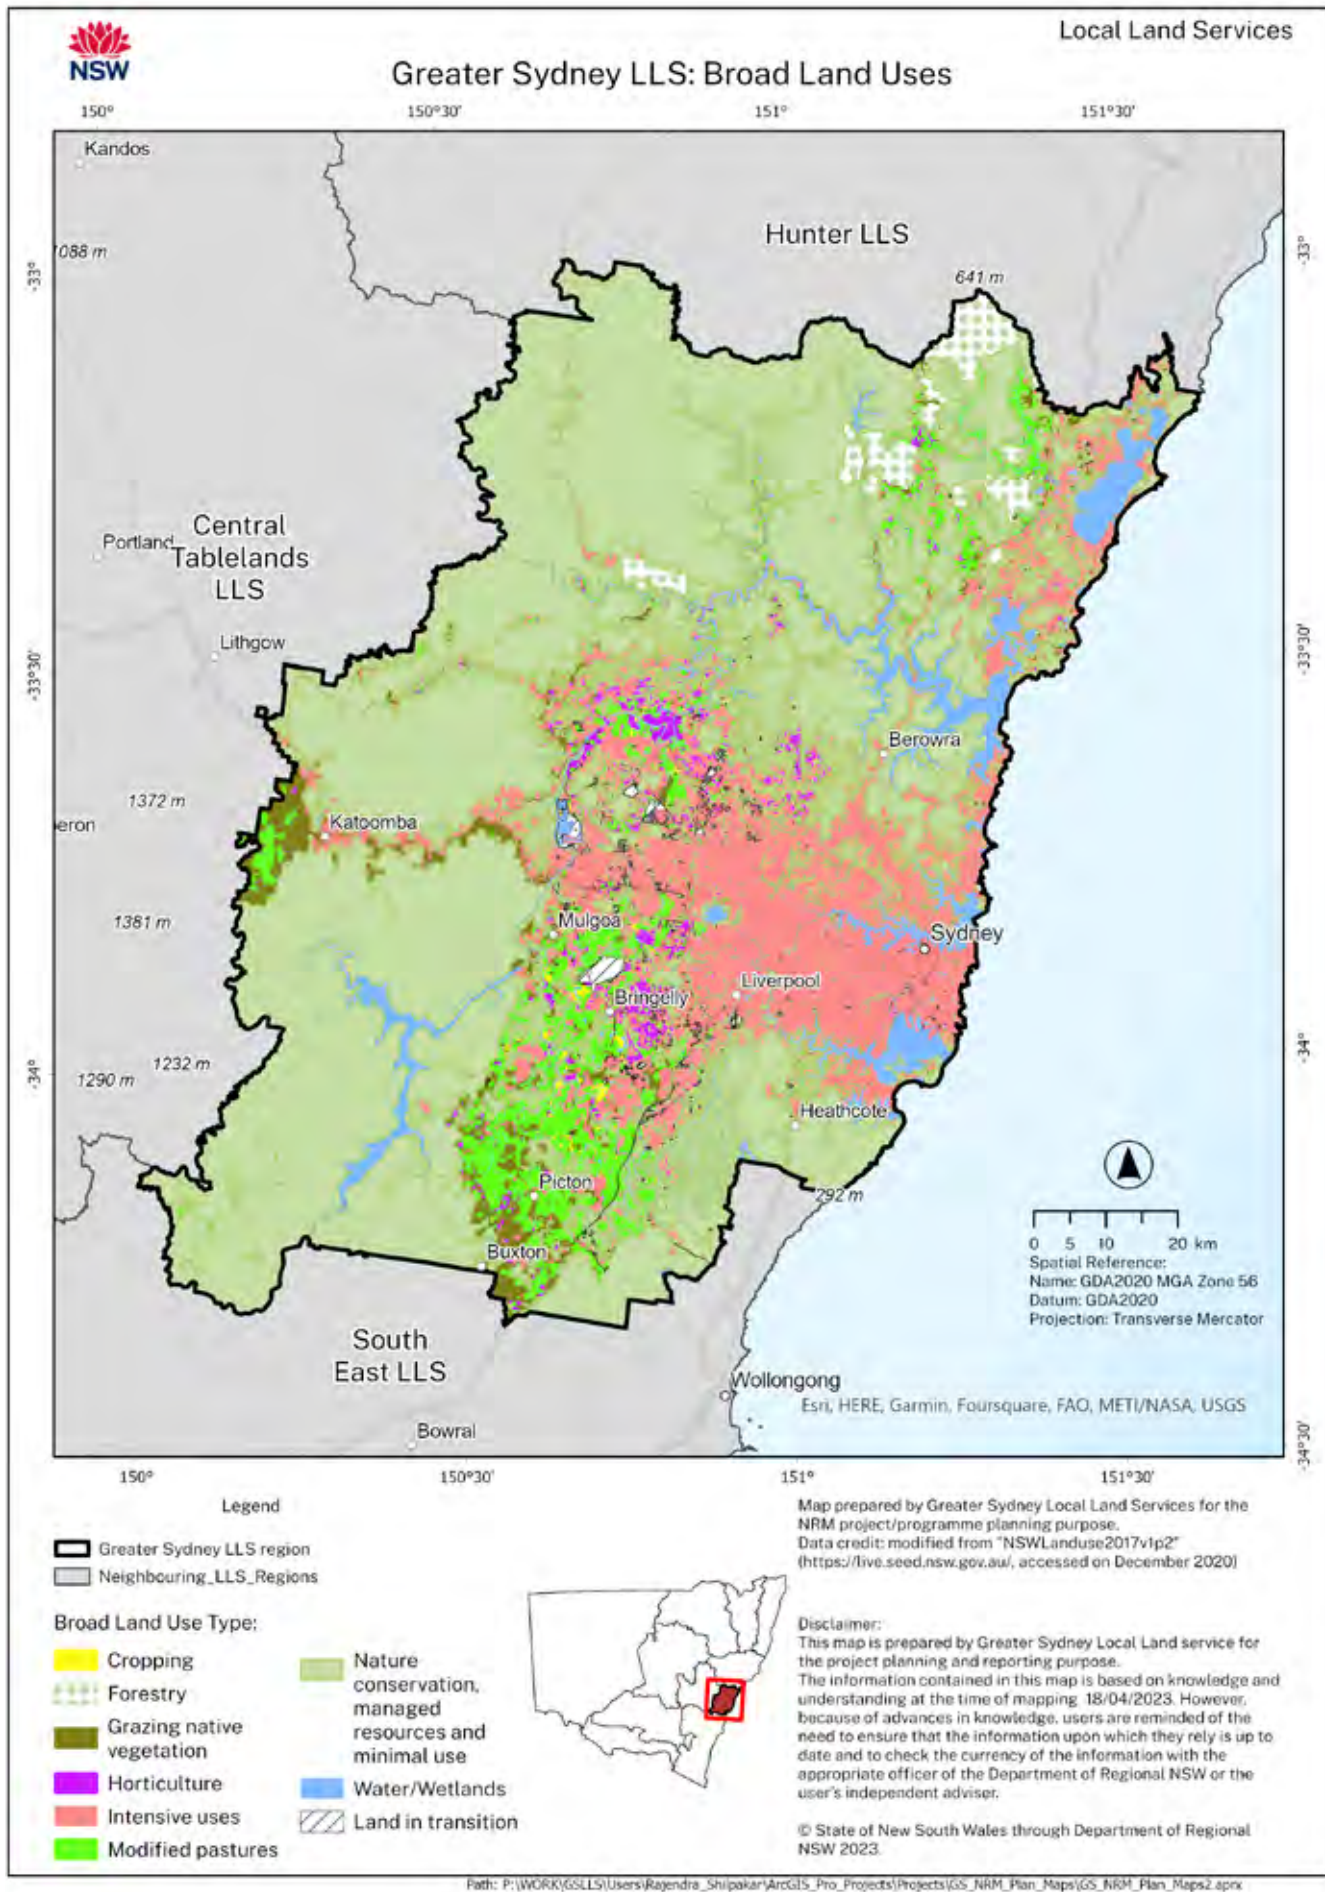 Local Land Services
NSW
Greater Sydney LLS: Broad Land Uses
150° 150°30' 151° 151°30'
Kandos
Hunter LLS
-33° 1088 m 641 m -33°
Central
Tablelands
LLS
Portland
Lithgow
-33°30' -33°30'
Berowra
1372 m
eron Katoomba
1381 m
Mulgoa
Sydney
Liverpool
Bringelly
-34° 1232 m -34°
1290 m
Heathcote
Picton
292 m
0 5 10 20 km
Buxton
Spatial Reference:
Name: GDA2020 MGA Zone 56
Datum: GDA2020
Projection: Transverse Mercator
South
East LLS
Wollongong
Esri, HERE, Garmin, Foursquare, FAO, METI/NASA, USGS
Bowral
-34°30'
150° 150°30' 151° 151°30'
Legend
Greater Sydney LLS region
Neighbouring_LLS_Regions
Broad Land Use Type:
Cropping
Forestry
Grazing native
vegetation
Horticulture
Intensive uses
Modified pastures
Nature
conservation,
managed
resources and
minimal use
Water/Wetlands
Land in transition
Map prepared by Greater Sydney Local Land Services for the
NRM project/programme planning purpose.
Data credit: modified from "NSWLanduse2017v1p2"
(https://live.seed.nsw.gov.au/, accessed on December 2020)
Disclaimer:
This map is prepared by Greater Sydney Local Land service for
the project planning and reporting purpose.
The information contained in this map is based on knowledge and
understanding at the time of mapping 18/04/2023. However,
because of advances in knowledge, users are reminded of the
need to ensure that the information upon which they rely is up to
date and to check the currency of the information with the
appropriate officer of the Department of Regional NSW or the
user's independent adviser.
© State of New South Wales through Department of Regional
NSW 2023.
Path: P:\WORK\GSLLS\Users\Rajendra_Shilpakar\ArcGIS_Pro_Projects\Projects\GS_NRM_Plan_Maps\GS_NRM_Plan_Maps2.aprx